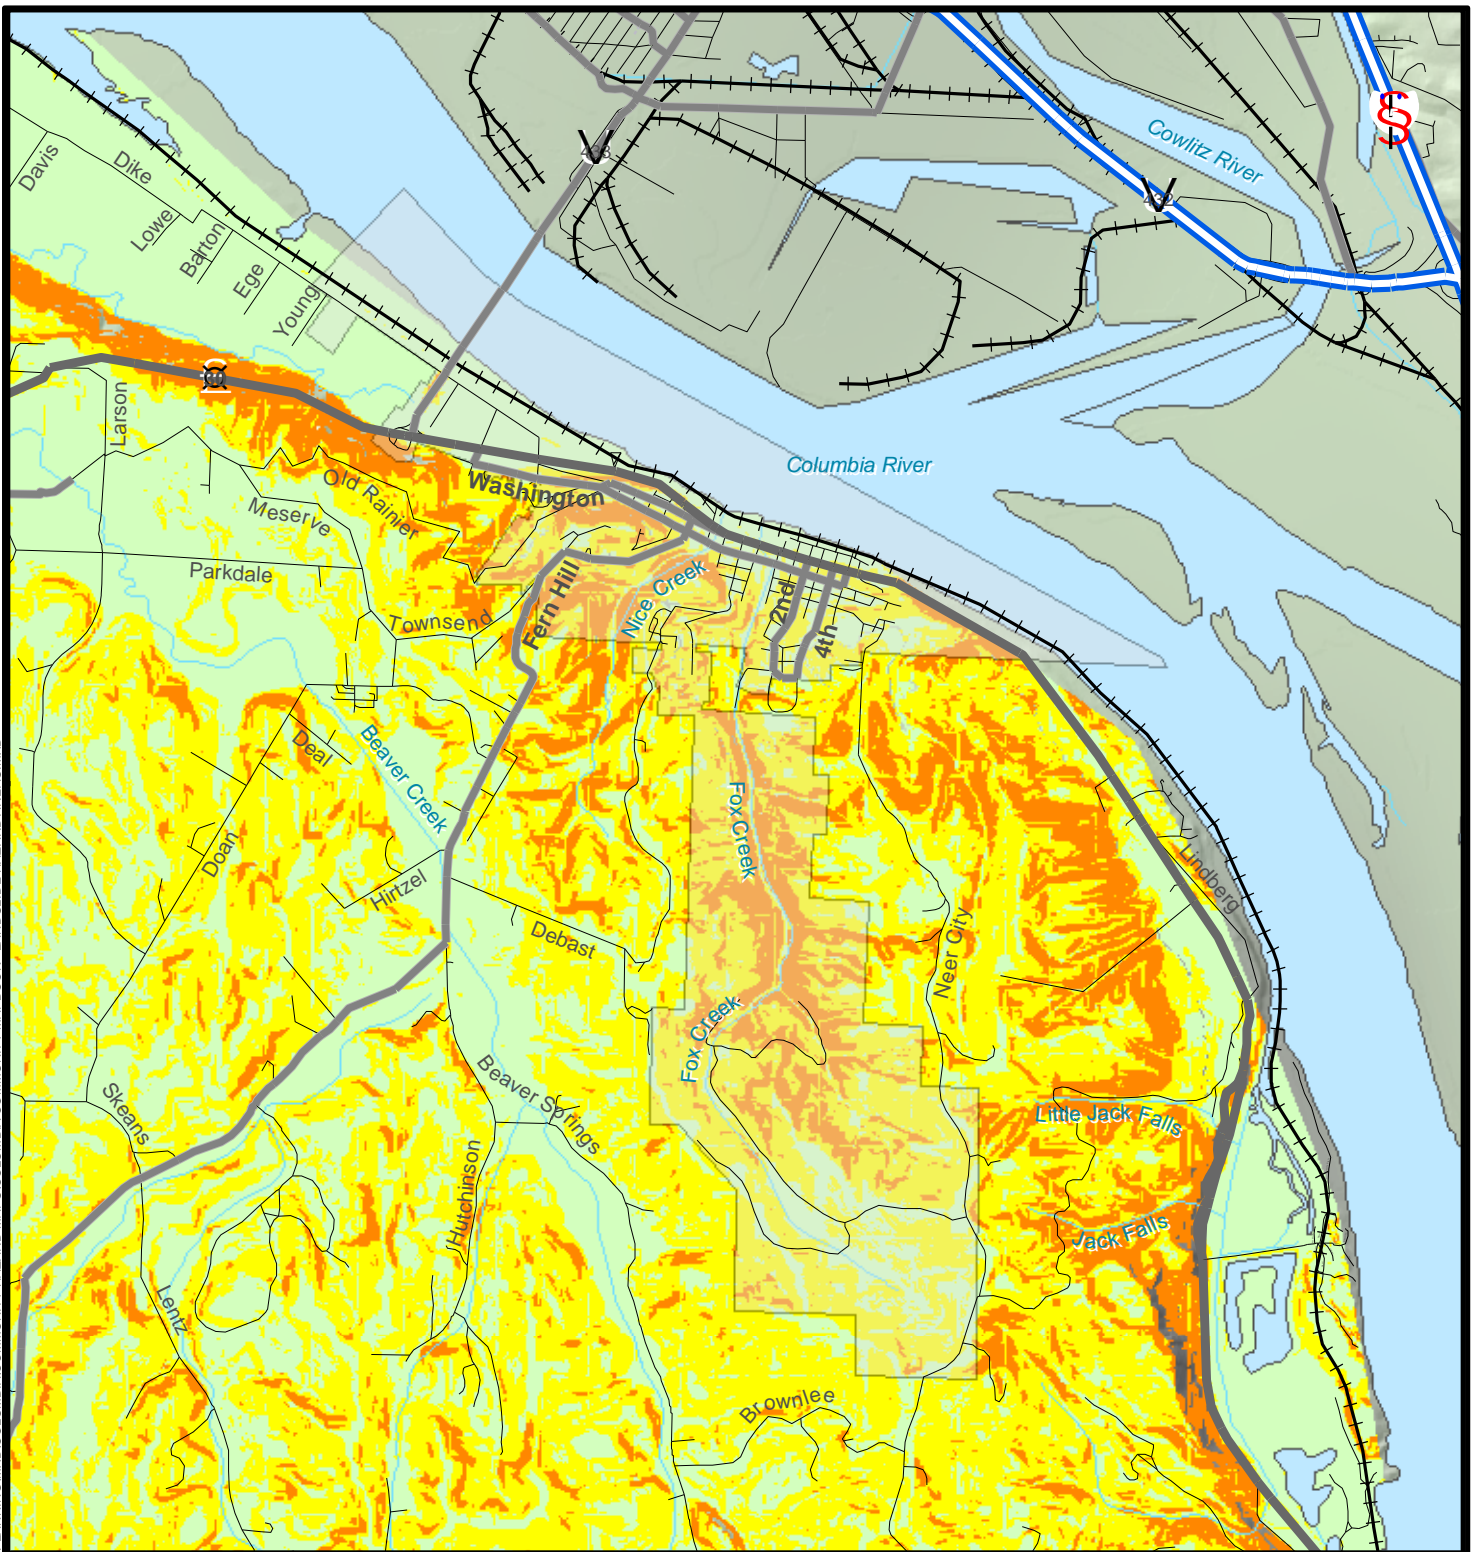 Cowlitz River
432
433
Davis
Dike
Lowe
Barton
Ege
Young
Larson
Columbia River
Washington
Old Rainier
Meserve
Parkdale
Townsend
Fern Hill
Nice Creek
2nd
4th
Deal
Beaver Creek
Fox Creek
Doan
Hirtzel
Lindberg
Debast
Neer City
Fox Creek
Beaver Springs
Skeans
Little Jack Falls
Hutchinson
Jack Falls
Lentz
Brownlee